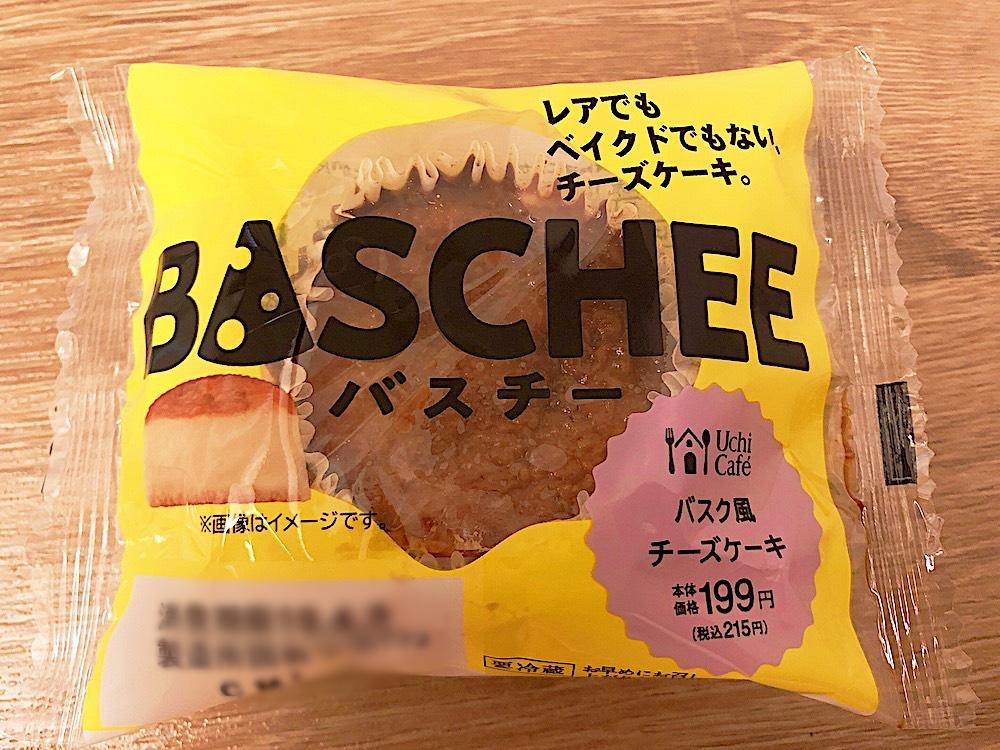 レアでも
ベイクドでもない、
チーズケーキ。
BASCHEE
バスチー
※画像はイメージです。
Uchi
Café
バスク風
チーズケーキ
本体
価格199円
(税込215円)
要冷蔵